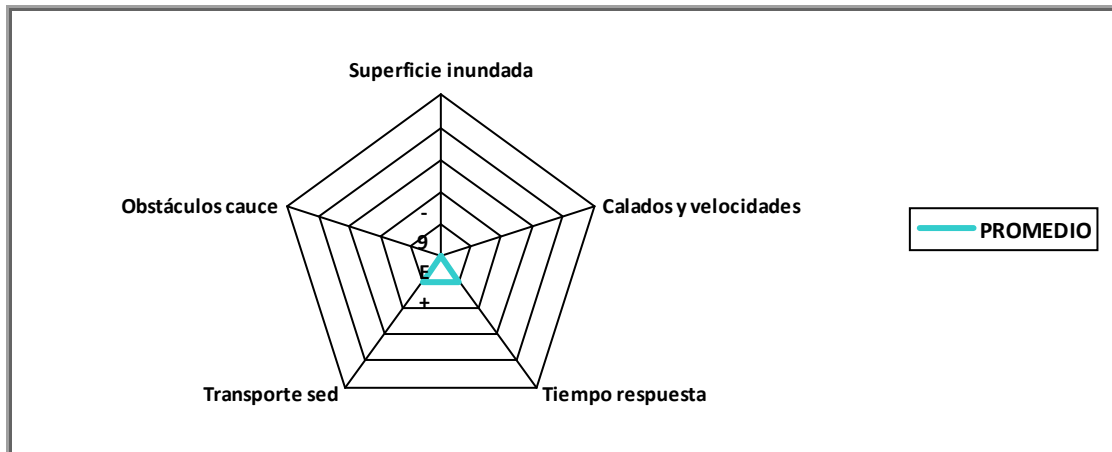 Superficie inundada
Obstáculos cauce
Calados y velocidades
-
9
E
+
PROMEDIO
Transporte sed
Tiempo respuesta